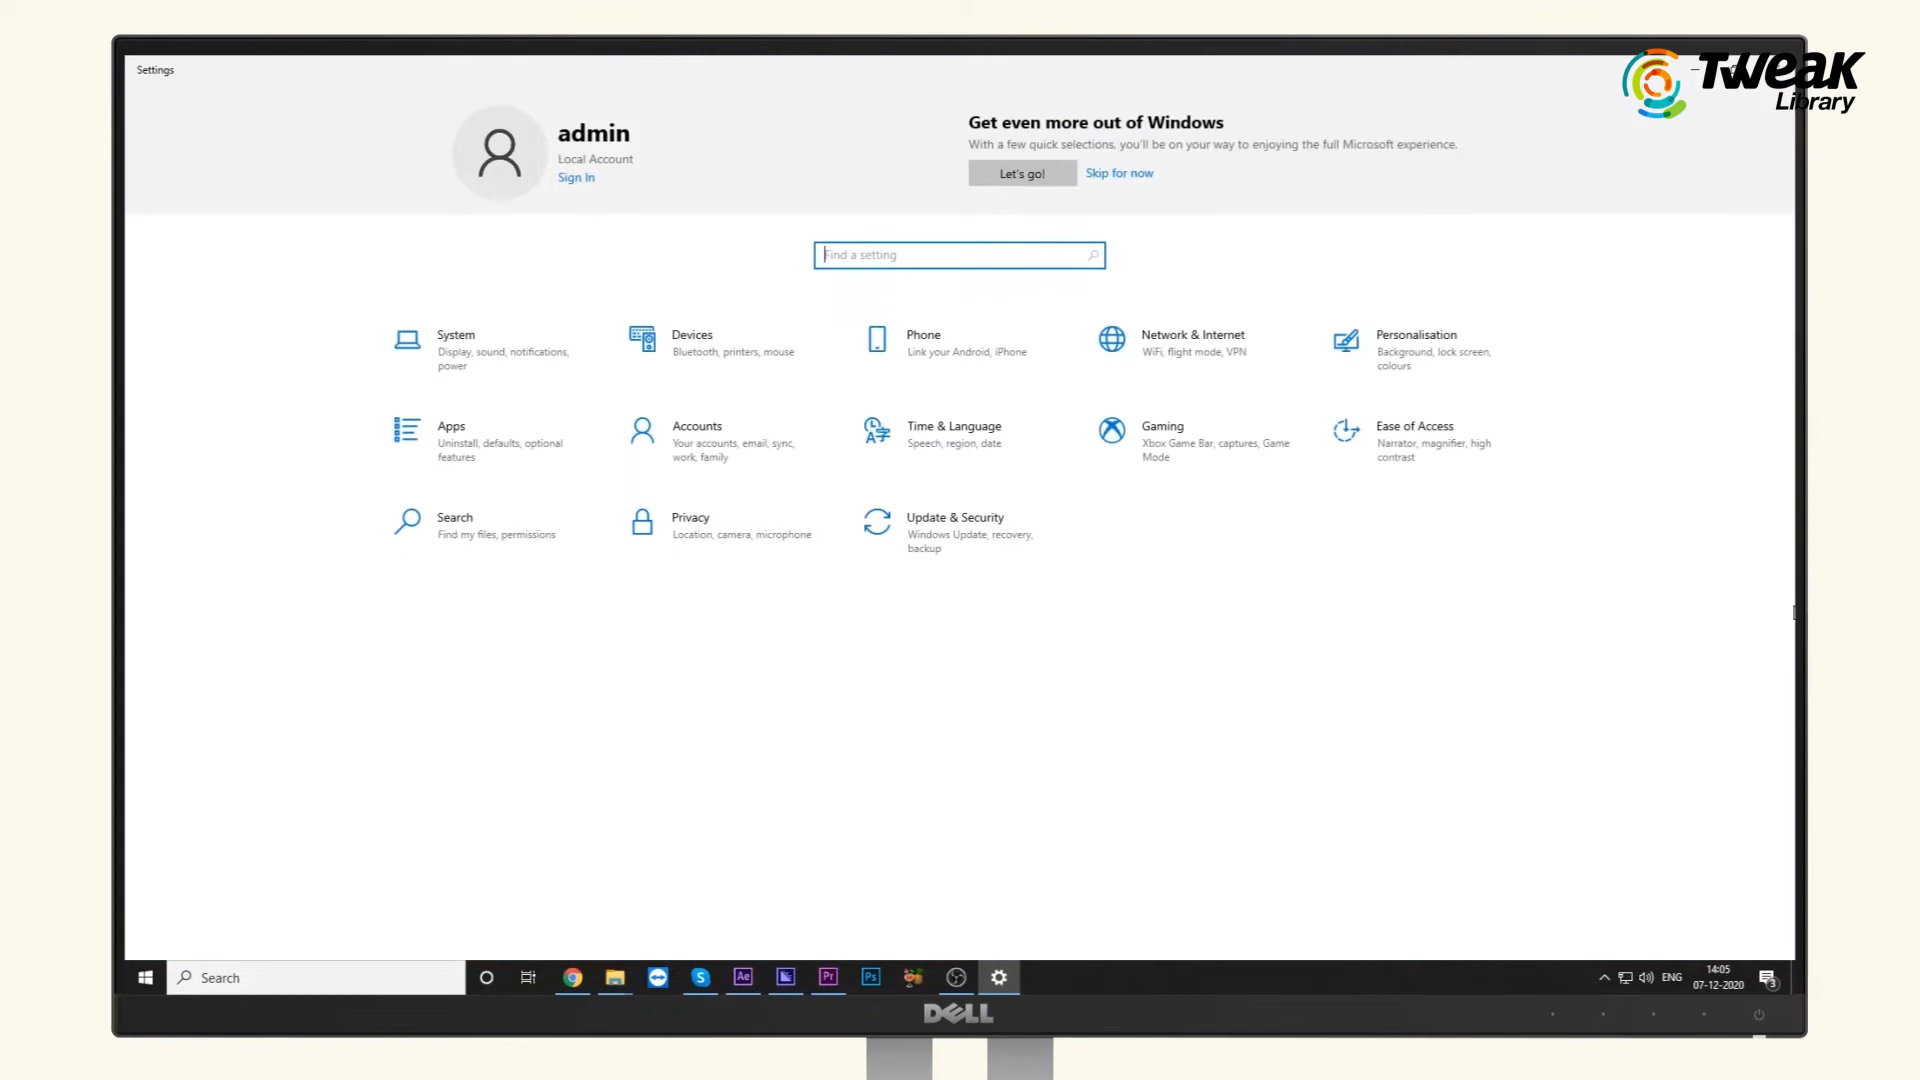 Settings
TWEAK
Library
admin
Local Account
Sign In
Get even more out of Windows
With a few quick selections, you'll be on your way to enjoying the full Microsoft experience.
Let's go!
Skip for now
Find a setting
System
Display, sound, notifications,
power
Devices
Bluetooth, printers, mouse
Phone
Link your Android, iPhone
Network & Internet
WiFi, flight mode, VPN
Personalisation
Background, lock screen,
colours
Apps
Uninstall, defaults, optional
features
Accounts
Your accounts, email, sync,
work, family
Time & Language
Speech, region, date
Gaming
Xbox Game Bar, captures, Game
Mode
Ease of Access
Narrator, magnifier, high
contrast
Search
Find my files, permissions
Privacy
Location, camera, microphone
Update & Security
Windows Update, recovery,
backup
Search
S
Ae
Pr
Ps
ENG
14:05
07-12-2020
3
DELL